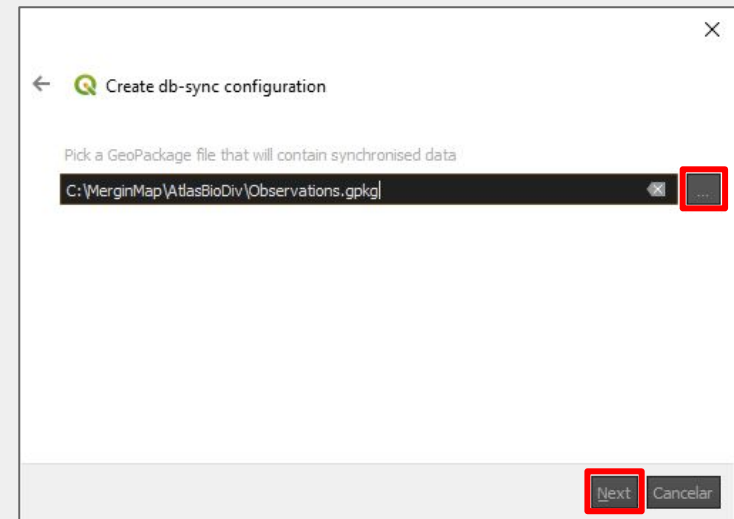 Create db-sync configuration
Pick a GeoPackage file that will contain synchronised data
C:\MerginMap\AtlasBioDiv\Observations.gpkg
...
Next Cancelar